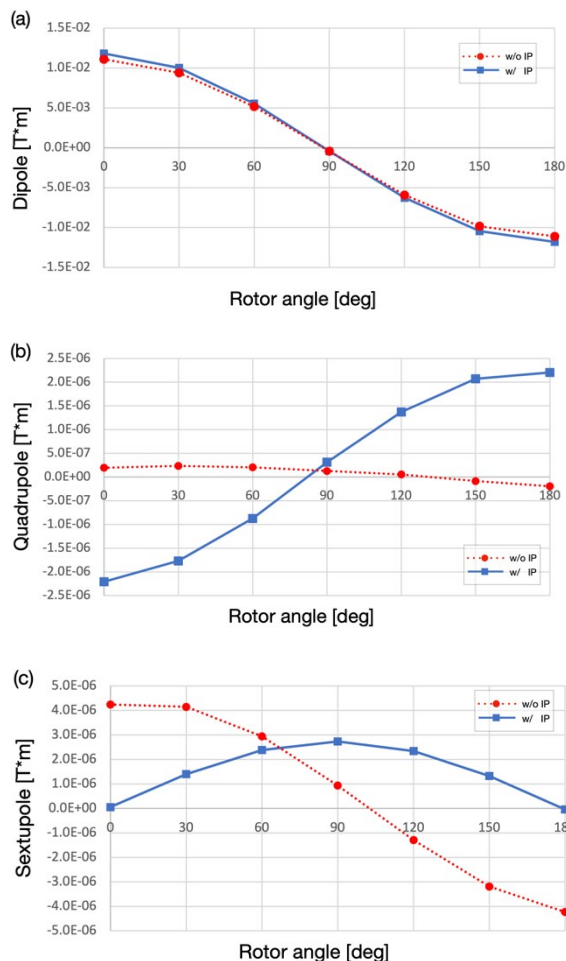 (a)
1.5E-02
1.0E-02
5.0E-03
0.0E+00
-5.0E-03
-1.0E-02
-1.5E-02
Dipole [T*m]
0 30 60 90 120 150 180
w/o IP
w/ IP
Rotor angle [deg]
(b)
2.5E-06
2.0E-06
1.5E-06
1.0E-06
5.0E-07
0.0E+00
-5.0E-07
-1.0E-06
-1.5E-06
-2.0E-06
-2.5E-06
Quadrupole [T*m]
0 30 60 90 120 150 180
w/o IP
w/ IP
Rotor angle [deg]
(c)
5.0E-06
4.0E-06
3.0E-06
2.0E-06
1.0E-06
0.0E+00
-1.0E-06
-2.0E-06
-3.0E-06
-4.0E-06
-5.0E-06
Sextupole [T*m]
w/o IP
w/ IP
0 30 60 90 120 150 180
Rotor angle [deg]